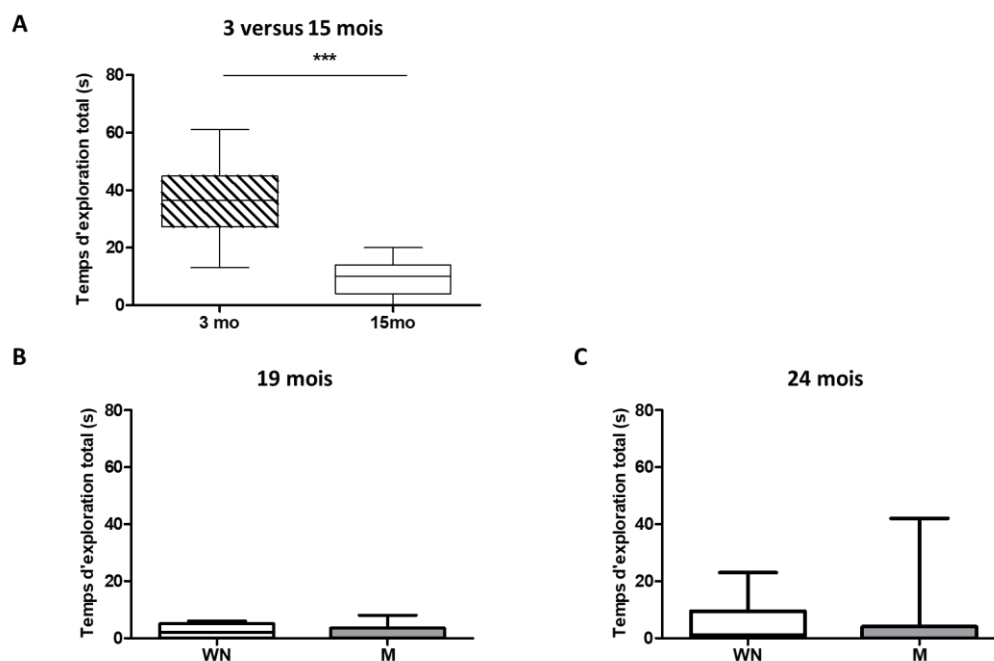 A
3 versus 15 mois
***
Temps d'exploration total (s)
80
60
40
20
0
3 mo
15mo
B
19 mois
Temps d'exploration total (s)
80
60
40
20
0
WN
M
C
24 mois
Temps d'exploration total (s)
80
60
40
20
0
WN
M